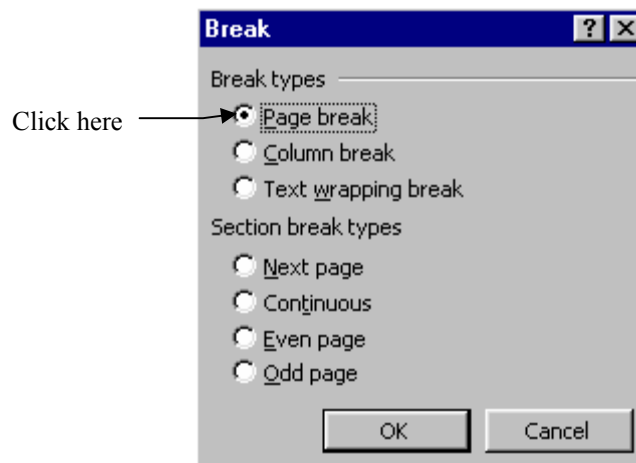 Break
Break types
Click here
Page break
Column break
Text wrapping break
Section break types
Next page
Continuous
Even page
Odd page
OK
Cancel